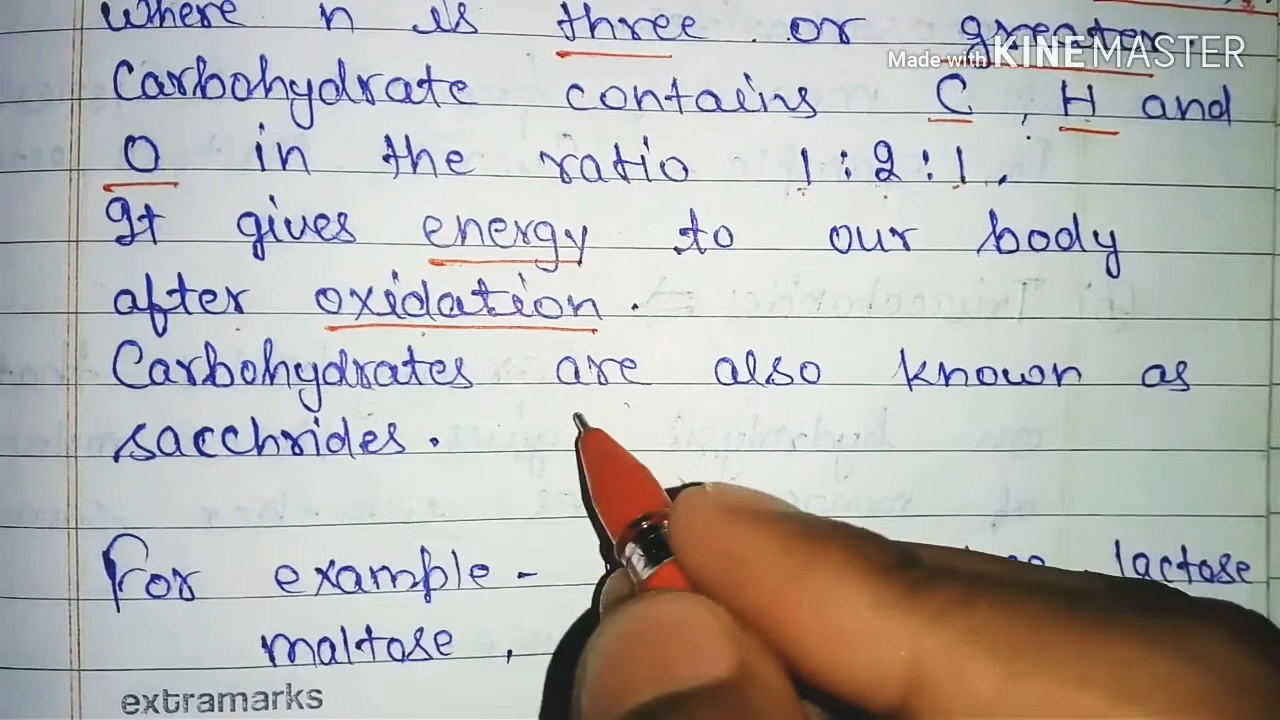 where n is three or greater.
Made with KINEMASTER
Carbohydrate contains C, H and
O in the ratio 1:2:1.
It gives energy to our body
after oxidation.
Carbohydrates are also known as
sacchrides.
For example - lactose
maltose,
extramarks